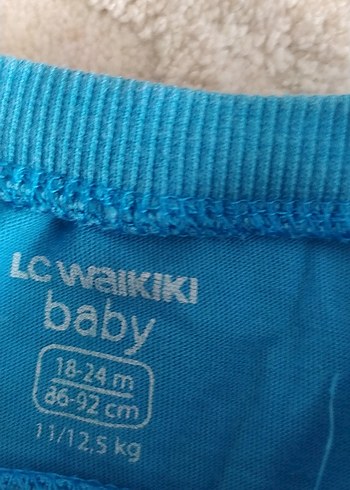 LC WAIKIKI
baby
18-24 m
86-92 cm
11/12,5 kg